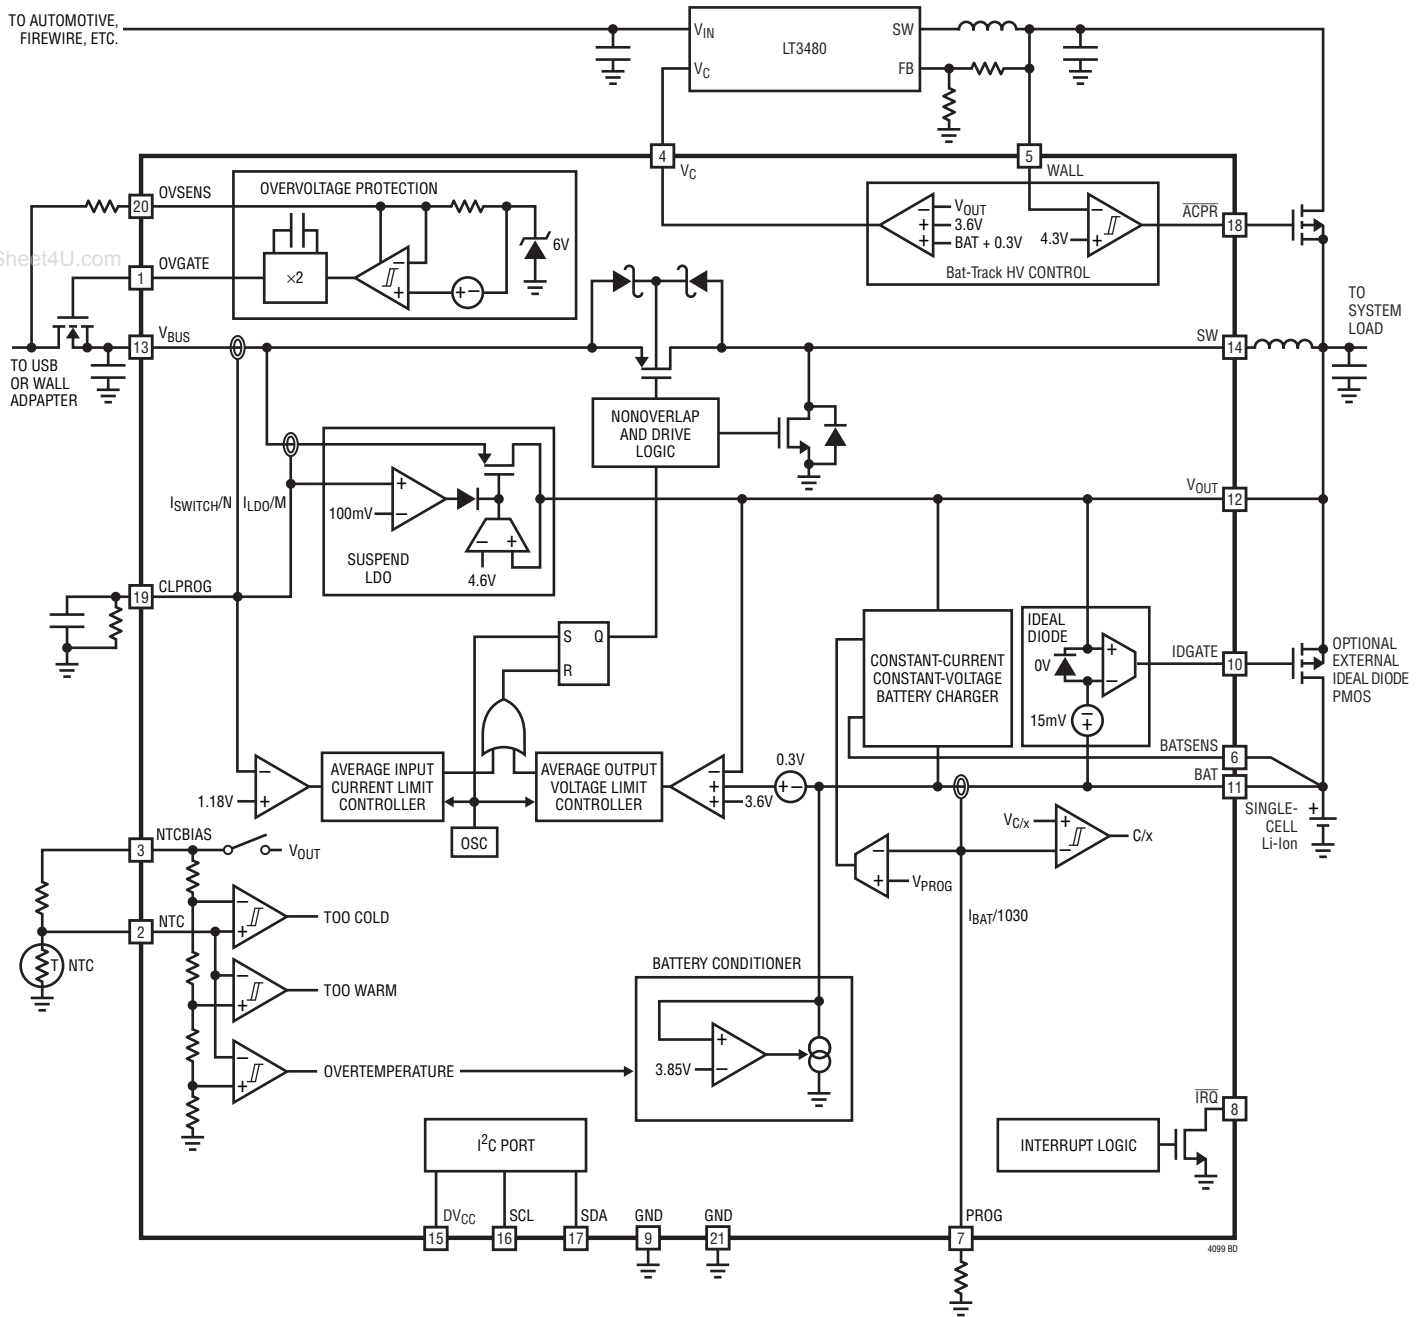 TO AUTOMOTIVE,
FIREWIRE, ETC.
VIN
SW
LT3480
VC
FB
4
VC
5
WALL
20
OVSENS
OVERVOLTAGE PROTECTION
6V
×2
+−
−
+
Sheet4U.com
1
OVGATE
−
+
+
VOUT
3.6V
BAT + 0.3V
−
4.3V
+
Bat-Track HV CONTROL
ACPR
18
TO
SYSTEM
LOAD
13
VBUS
SW
14
TO USB
OR WALL
ADPAPTER
NONOVERLAP
AND DRIVE
LOGIC
ISWITCH/N
ILDO/M
+
100mV
−
− +
SUSPEND
LDO
4.6V
VOUT
12
19
CLPROG
S Q
R
CONSTANT-CURRENT
CONSTANT-VOLTAGE
BATTERY CHARGER
IDEAL
DIODE
0V
+
−
15mV
−
+
IDGATE
10
OPTIONAL
EXTERNAL
IDEAL DIODE
PMOS
BATSENS
6
BAT
11
−
1.18V
+
AVERAGE INPUT
CURRENT LIMIT
CONTROLLER
OSC
AVERAGE OUTPUT
VOLTAGE LIMIT
CONTROLLER
−
+
+
3.6V
0.3V
+−
SINGLE-
CELL
Li-Ion
+
VC/x
+
−
C/x
−
+
VPROG
IBAT/1030
3
NTCBIAS
VOUT
−
+
TOO COLD
2
NTC
T
NTC
−
+
TOO WARM
−
+
OVERTEMPERATURE
BATTERY CONDITIONER
+
3.85V
−
IRQ
8
INTERRUPT LOGIC
I2C PORT
15
DVCC
16
SCL
17
SDA
9
GND
21
GND
7
PROG
4099 BD